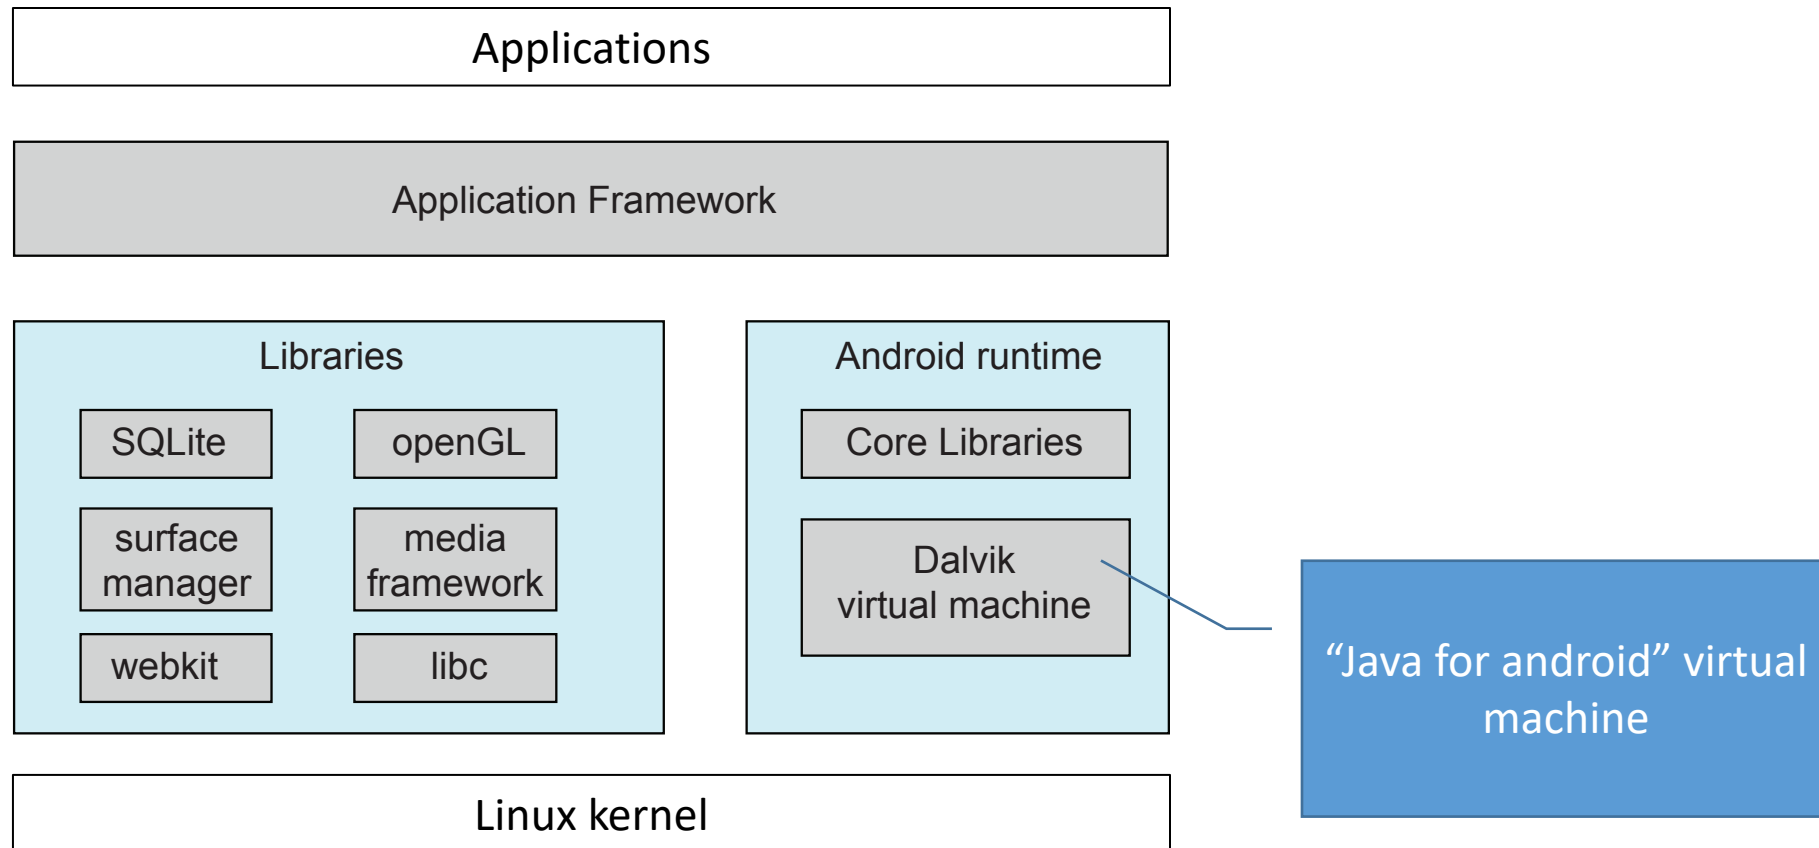 Applications
Application Framework
Libraries
SQLite
openGL
surface
manager
media
framework
webkit
libc
Android runtime
Core Libraries
Dalvik
virtual machine
“Java for android” virtual
machine
Linux kernel